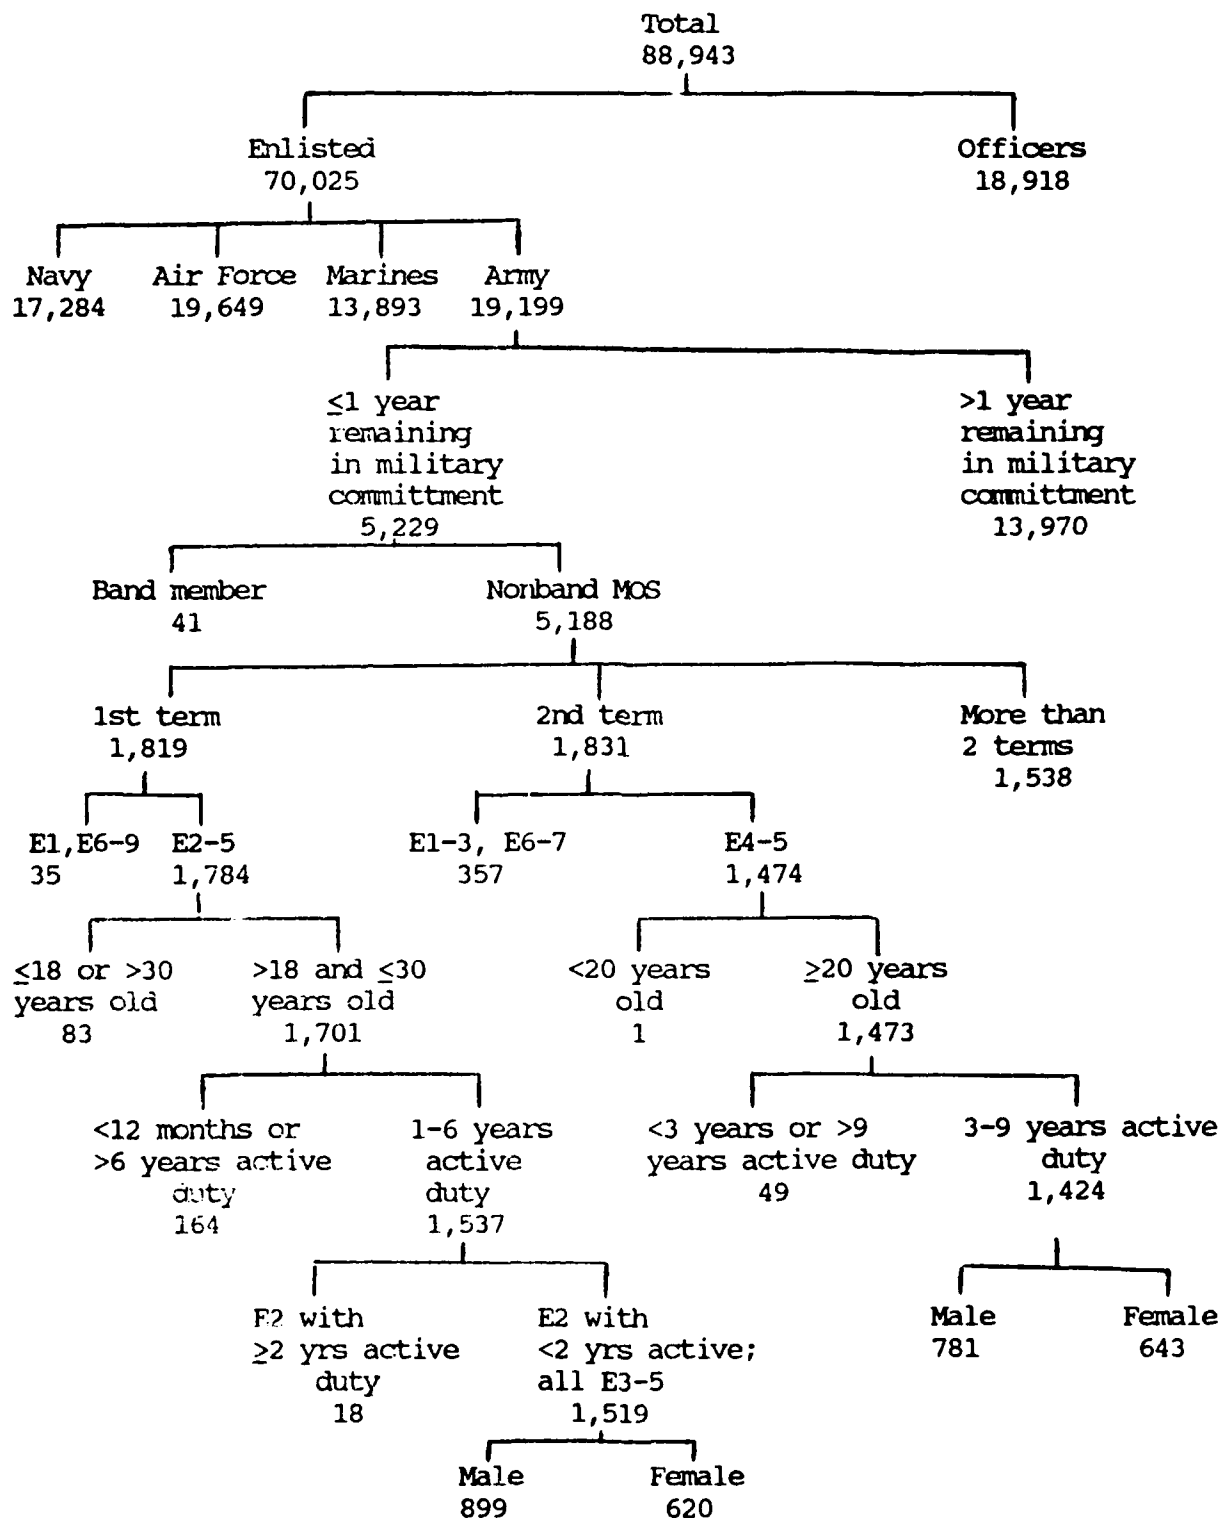 Total
88,943
Enlisted
70,025
Officers
18,918
Navy
17,284
Air Force
19,649
Marines
13,893
Army
19,199
≤1 year
remaining
in military
committment
5,229
>1 year
remaining
in military
committment
13,970
Band member
41
Nonband MOS
5,188
1st term
1,819
2nd term
1,831
More than
2 terms
1,538
E1,E6-9
35
E2-5
1,784
E1-3, E6-7
357
E4-5
1,474
≤18 or >30
years old
83
>18 and ≤30
years old
1,701
<20 years
old
1
≥20 years
old
1,473
<12 months or
>6 years active
duty
164
1-6 years
active
duty
1,537
<3 years or >9
years active duty
49
3-9 years active
duty
1,424
E2 with
≥2 yrs active
duty
18
E2 with
<2 yrs active;
all E3-5
1,519
Male
781
Female
643
Male
899
Female
620